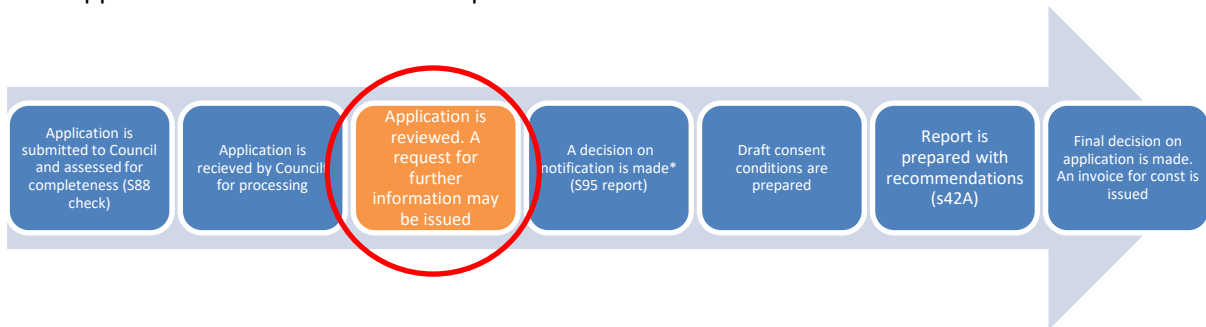 Application is
submitted to Council
and assessed for
completeness (S88
check)
Application is
recieved by Council
for processing
Application is
reviewed. A
request for
further
information may
be issued
A decision on
notification is made*
(S95 report)
Draft consent
conditions are
prepared
Report is
prepared with
recommendations
(s42A)
Final decision on
application is made.
An invoice for const is
issued